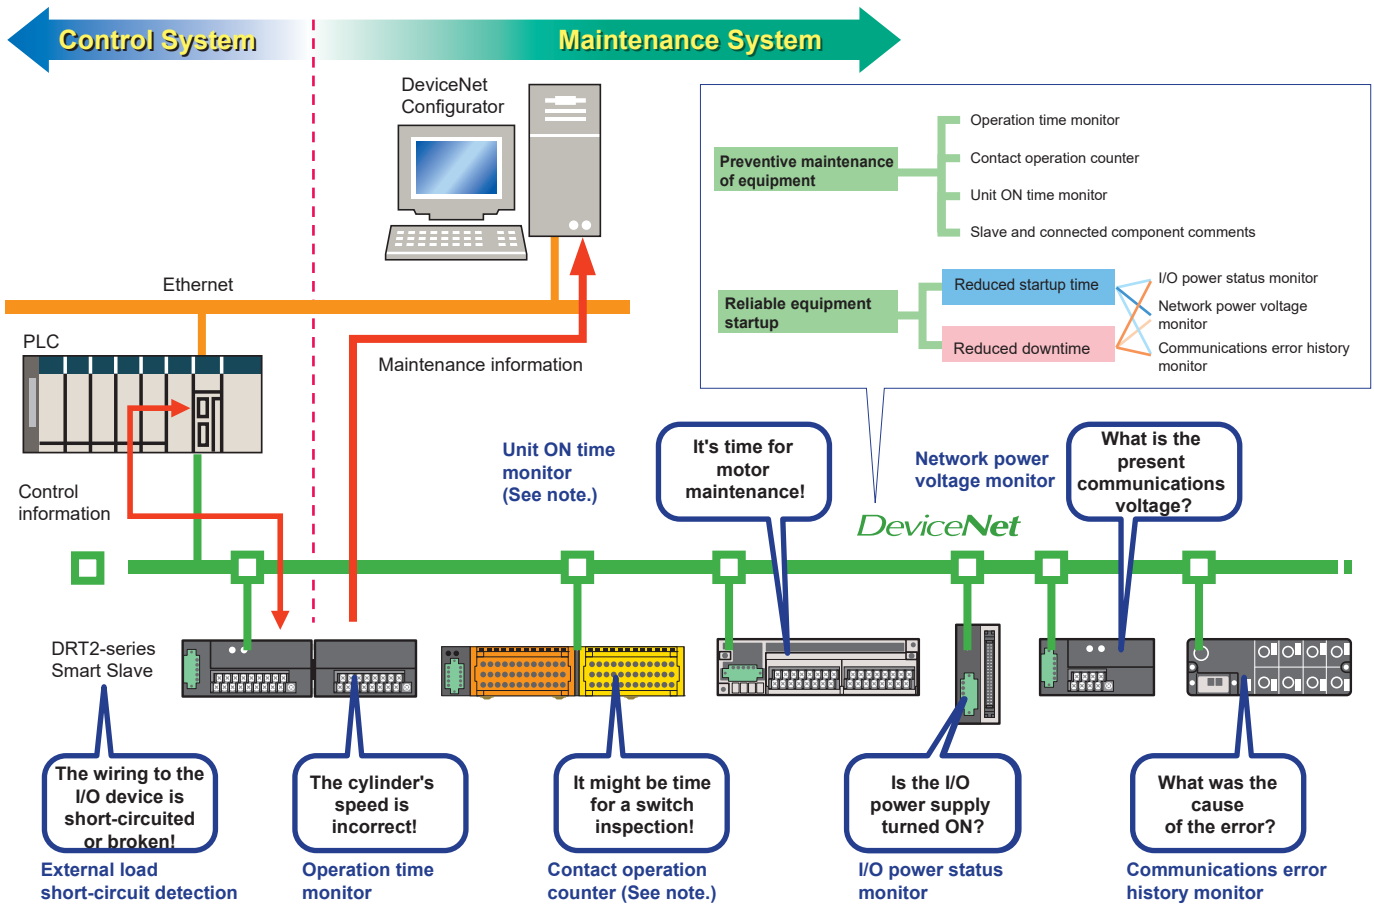 Control System
Maintenance System
DeviceNet
Configurator
Operation time monitor
Contact operation counter
Preventive maintenance
of equipment
Unit ON time monitor
Slave and connected component comments
Ethernet
I/O power status monitor
Reduced startup time
Reliable equipment
startup
Network power voltage
monitor
Reduced downtime
Communications error history
monitor
PLC
Maintenance information
Control
information
Unit ON time
monitor
(See note.)
It's time for
motor
maintenance!
Network power
voltage monitor
What is the
present
communications
voltage?
DeviceNet
DRT2-series
Smart Slave
The wiring to the
I/O device is
short-circuited
or broken!
The cylinder's
speed is
incorrect!
It might be time
for a switch
inspection!
Is the I/O
power supply
turned ON?
What was the
cause
of the error?
External load
short-circuit detection
Operation time
monitor
Contact operation
counter (See note.)
I/O power status
monitor
Communications error
history monitor